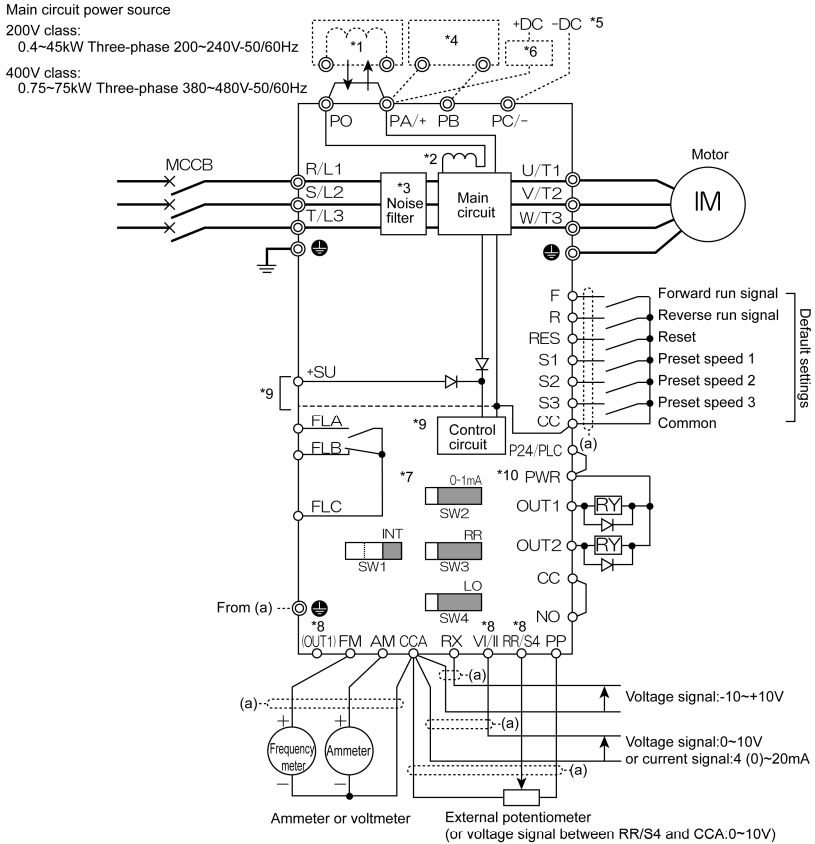 Main circuit power source
200V class:
0.4~45kW Three-phase 200~240V-50/60Hz
400V class:
0.75~75kW Three-phase 380~480V-50/60Hz
+DC -DC *5
*1
*4
*6
PO
PA/+
PB
PC/-
MCCB
R/L1
S/L2
T/L3
*2
*3
Noise
filter
Main
circuit
U/T1
V/T2
W/T3
Motor
IM
F
R
RES
S1
S2
S3
CC
Forward run signal
Reverse run signal
Reset
Preset speed 1
Preset speed 2
Preset speed 3
Common
Default settings
(a)
+SU
*9
*9
Control
circuit
FLA
FLB
FLC
P24/PLC
*10 PWR
OUT1
RY
OUT2
RY
CC
NO
*7
0-1mA
SW2
INT
SW1
RR
SW3
LO
SW4
From (a)
*8
(OUT1) FM AM CCA RX
*8
VI/II
*8
RR/S4
PP
(a)
(a)
(a)
(a)
Voltage signal:-10~+10V
Voltage signal:0~10V
or current signal:4 (0)~20mA
+
Frequency
meter
−
+
Ammeter
−
Ammeter or voltmeter
External potentiometer
(or voltage signal between RR/S4 and CCA:0~10V)